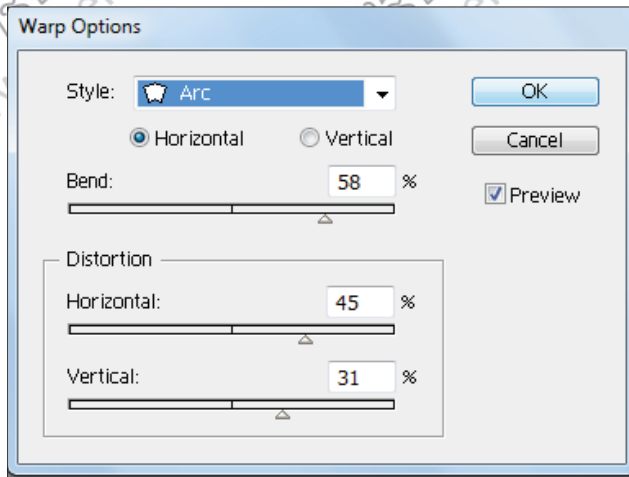 Warp Options
Style: Arc
OK
Horizontal Vertical
Cancel
Bend: 58 %
Preview
Distortion
Horizontal: 45 %
Vertical: 31 %